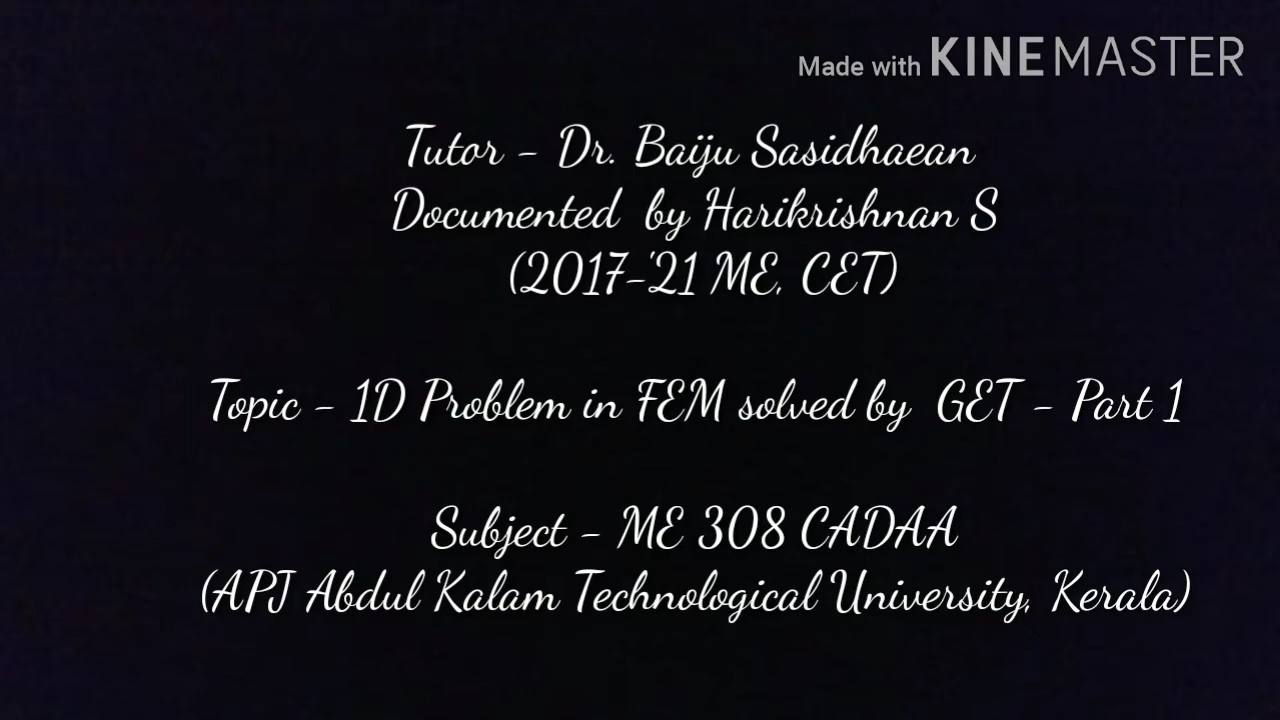 Made with KINEMASTER
Tutor - Dr. Baiju Sasidhaean
Documented by Harikrishnan S
(2017-'21 ME, CET)
Topic - 1D Problem in FEM solved by GET - Part 1
Subject - ME 308 CADAA
(APJ Abdul Kalam Technological University, Kerala)